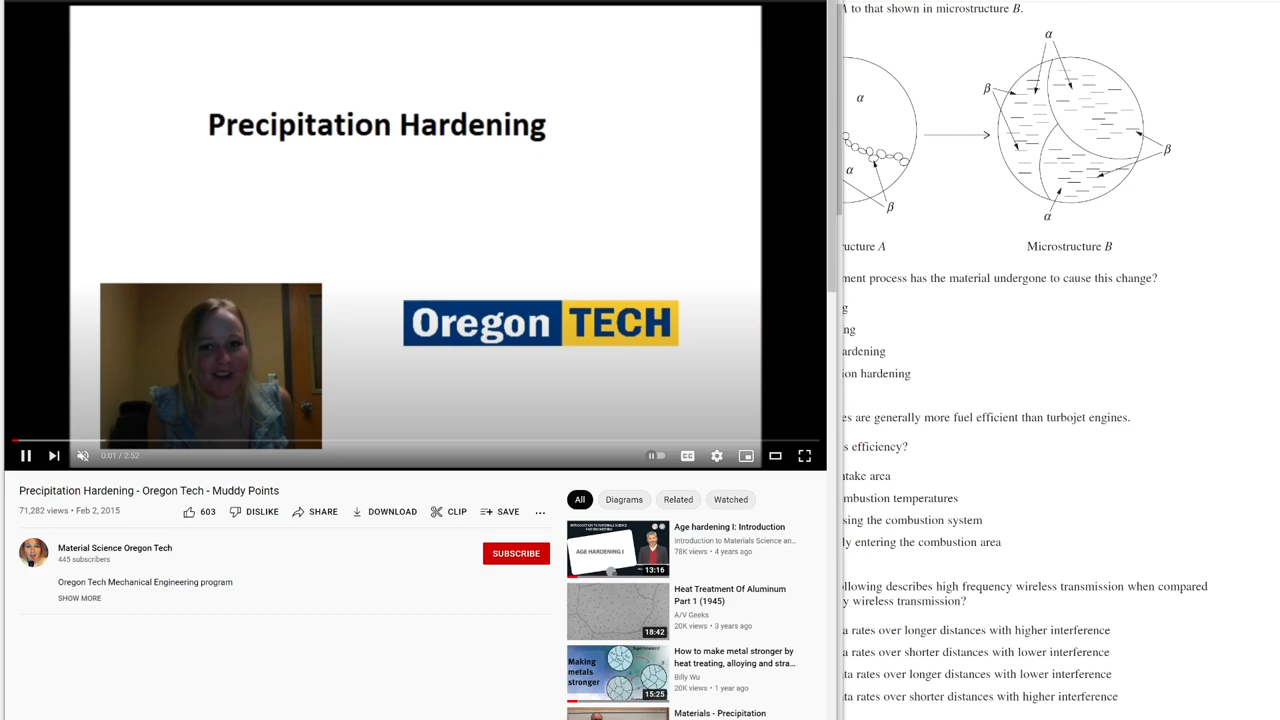 Precipitation Hardening
Oregon TECH
0:01 / 2:52
CC
Precipitation Hardening - Oregon Tech - Muddy Points
71,282 views • Feb 2, 2015
603
DISLIKE
SHARE
DOWNLOAD
CLIP
SAVE
Material Science Oregon Tech
445 subscribers
SUBSCRIBE
Oregon Tech Mechanical Engineering program
SHOW MORE
All
Diagrams
Related
Watched
AGE HARDENING I
13:16
Age hardening I: Introduction
Introduction to Materials Science an...
78K views • 4 years ago
18:42
Heat Treatment Of Aluminum
Part 1 (1945)
A/V Geeks
20K views • 3 years ago
Making
metals
stronger
15:25
How to make metal stronger by
heat treating, alloying and stra...
Billy Wu
20K views • 1 year ago
Materials - Precipitation
A to that shown in microstructure B.
α
α
β
α
β
α
β
β
α
ucture A
Microstructure B
ment process has the material undergone to cause this change?
g
ng
ardening
ion hardening
es are generally more fuel efficient than turbojet engines.
s efficiency?
ntake area
mbustion temperatures
sing the combustion system
ly entering the combustion area
ollowing describes high frequency wireless transmission when compared
y wireless transmission?
a rates over longer distances with higher interference
a rates over shorter distances with lower interference
ata rates over longer distances with lower interference
ata rates over shorter distances with higher interference